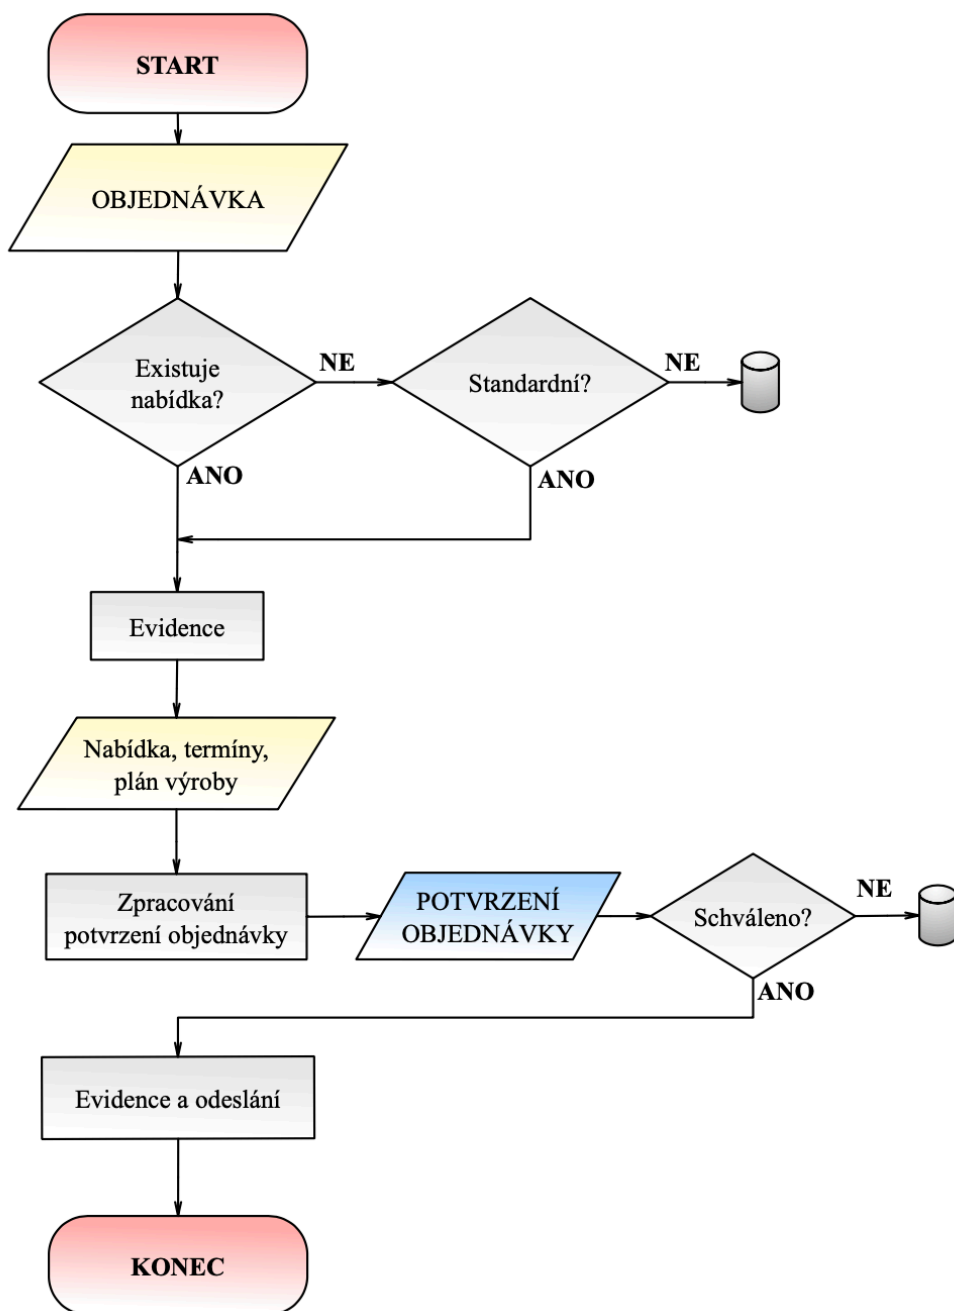 START
OBJEDNÁVKA
Existuje
nabídka?
NE
Standardní?
NE
ANO
ANO
Evidence
Nabídka, termíny,
plán výroby
Zpracování
potvrzení objednávky
POTVRZENÍ
OBJEDNÁVKY
Schváleno?
NE
ANO
Evidence a odeslání
KONEC